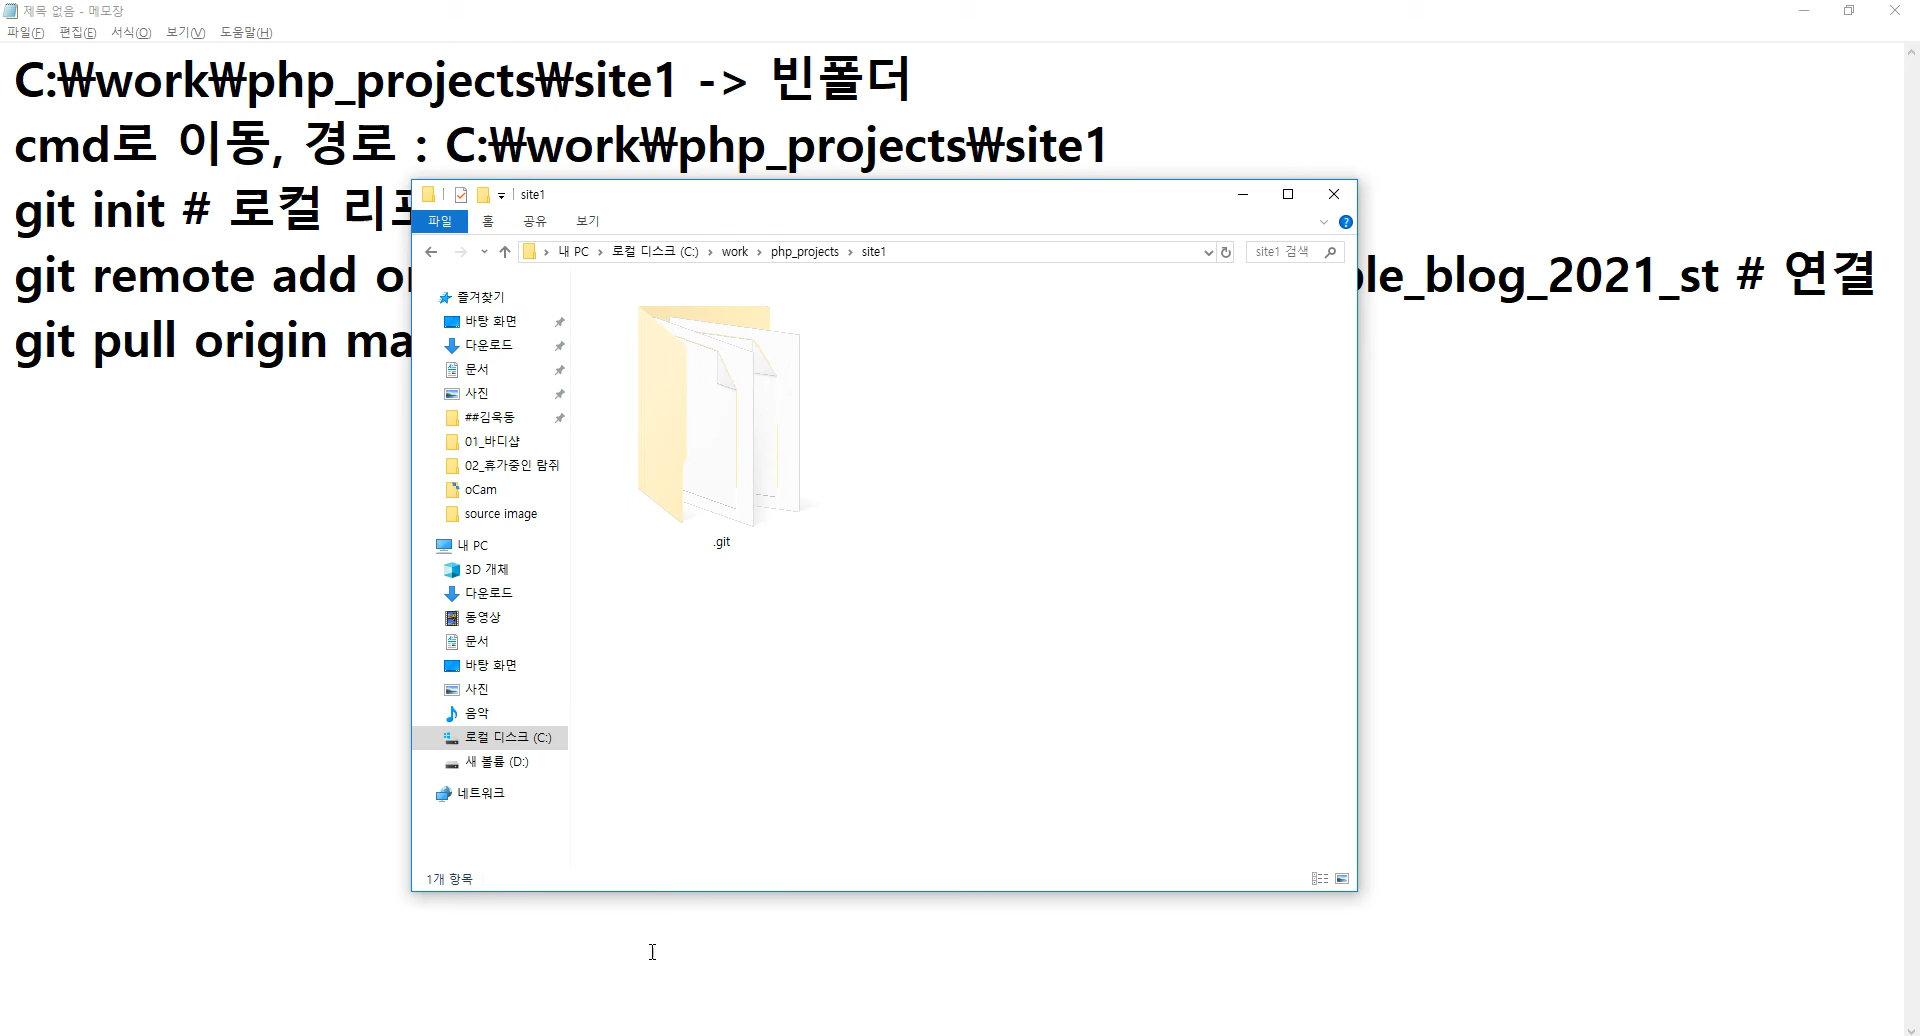 제목 없음 - 메모장
파일(F) 편집(E) 서식(O) 보기(V) 도움말(H)
C:₩work₩php_projects₩site1 -> 빈폴더
cmd로 이동, 경로 : C:₩work₩php_projects₩site1
git init # 로컬
git remote add
ble_blog_2021_st # 연결
git pull origin
site1
파일 홈 공유 보기
내 PC > 로컬 디스크 (C:) > work > php_projects > site1
site1 검색
즐겨찾기
바탕 화면
다운로드
문서
사진
##김욱동
01_바디샵
02_휴가중인 람쥐
oCam
source image
내 PC
3D 개체
다운로드
동영상
문서
바탕 화면
사진
음악
로컬 디스크 (C:)
새 볼륨 (D:)
네트워크
.git
1개 항목